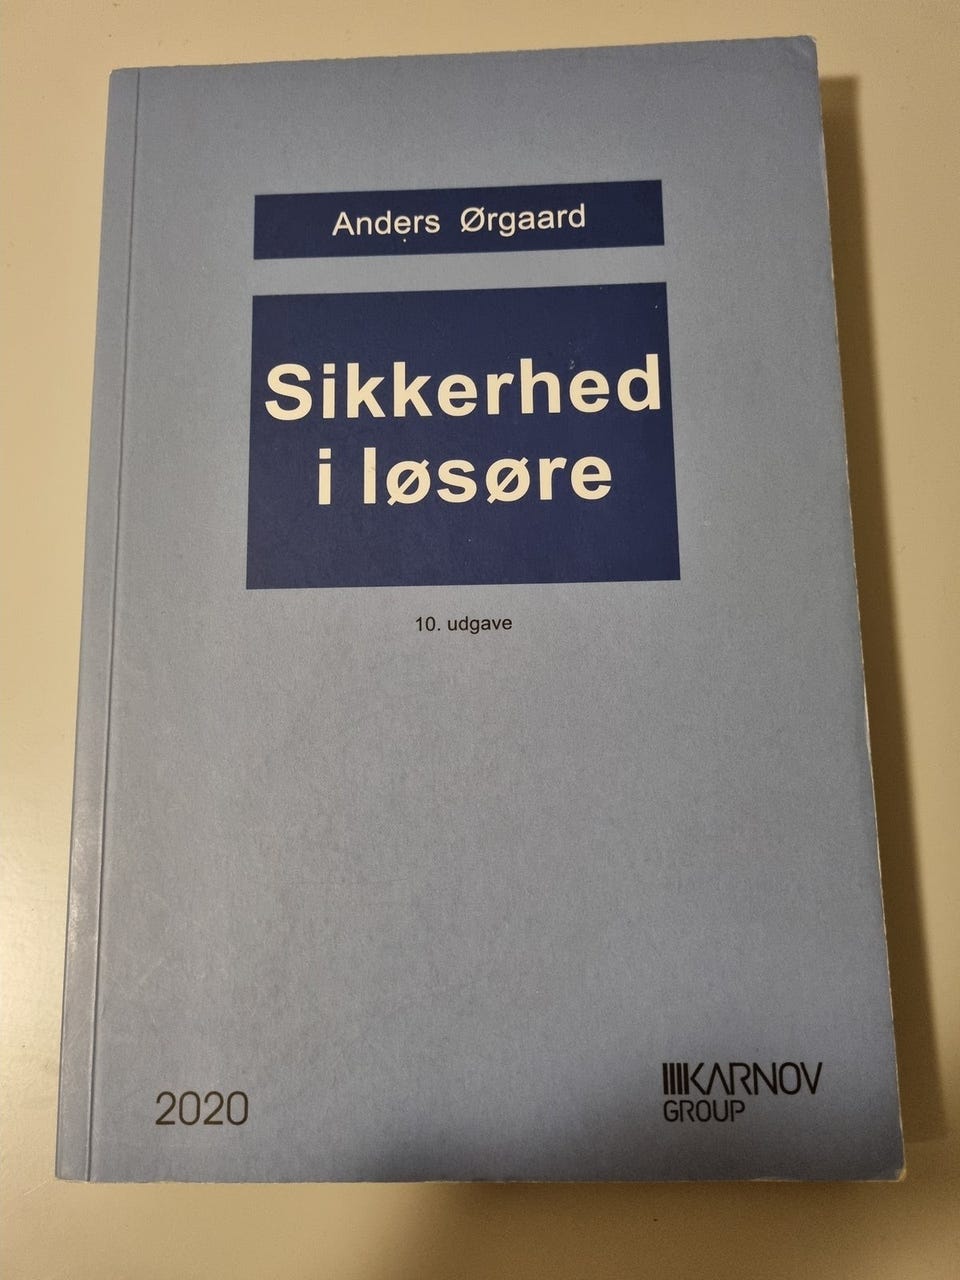 Anders Ørgaard
Sikkerhed
i løsøre
10. udgave
2020
KARNOV
GROUP